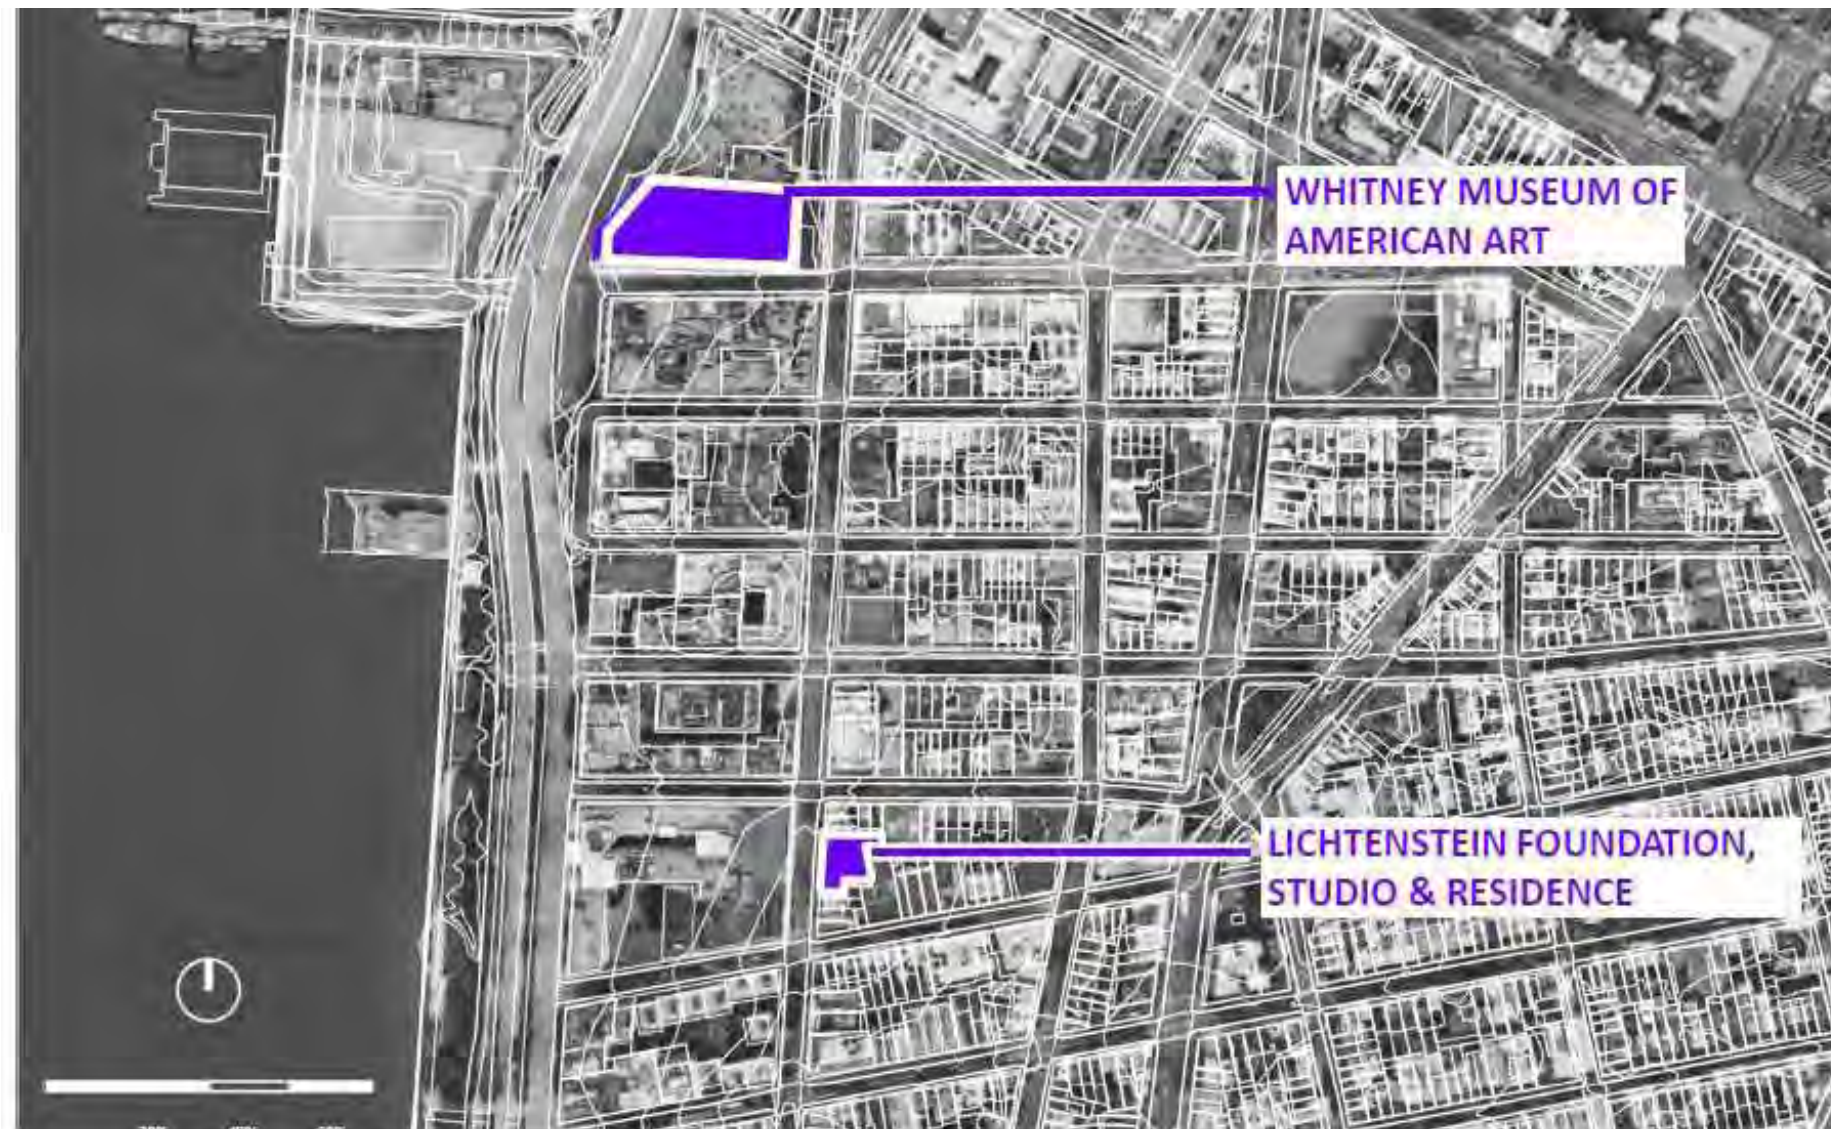 WHITNEY MUSEUM OF
AMERICAN ART
LICHTENSTEIN FOUNDATION,
STUDIO & RESIDENCE